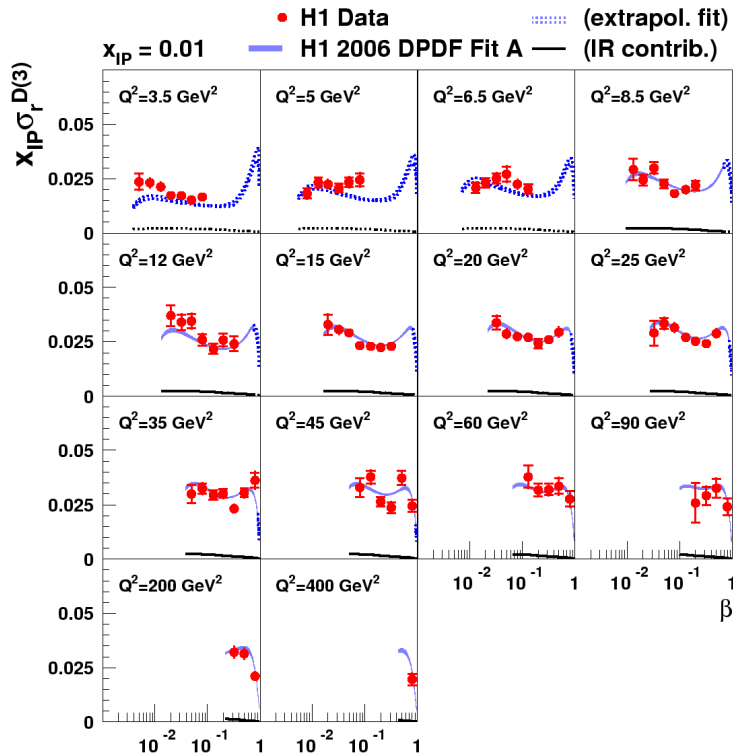 H1 Data
(extrapol. fit)
x_IP = 0.01
H1 2006 DPDF Fit A
(IR contrib.)
x_IP σ_r^D(3)
Q²=3.5 GeV²
Q²=5 GeV²
Q²=6.5 GeV²
Q²=8.5 GeV²
0.05
0.025
0
Q²=12 GeV²
Q²=15 GeV²
Q²=20 GeV²
Q²=25 GeV²
0.05
0.025
0
Q²=35 GeV²
Q²=45 GeV²
Q²=60 GeV²
Q²=90 GeV²
0.05
0.025
0
10⁻² 10⁻¹ 1
10⁻² 10⁻¹ 1
β
Q²=200 GeV²
Q²=400 GeV²
0.05
0.025
0
10⁻² 10⁻¹ 1
10⁻² 10⁻¹ 1